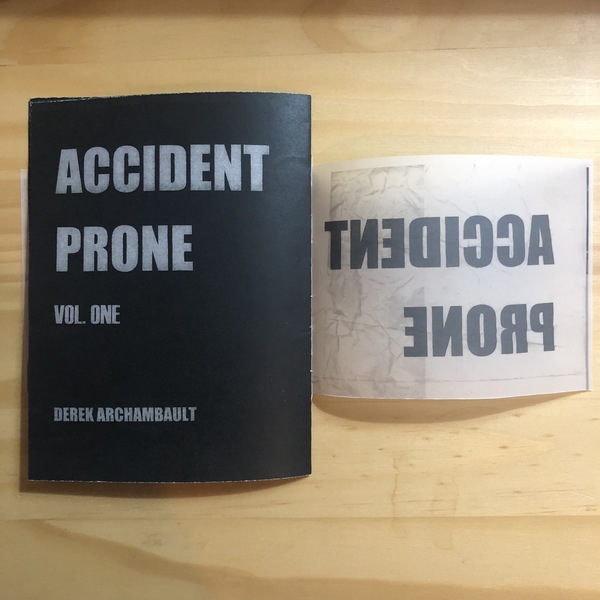 ACCIDENT
PRONE
VOL. ONE
DEREK ARCHAMBAULT
ACCIDENT
PRONE